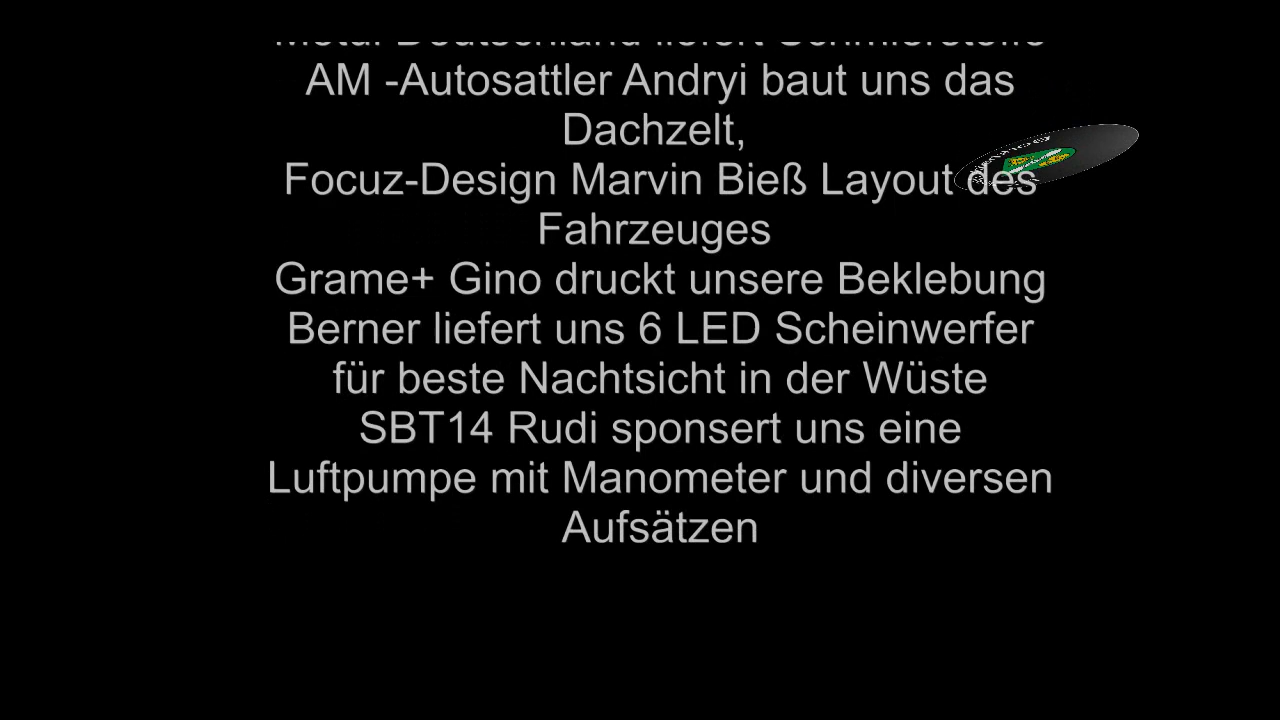 AM -Autosattler Andryi baut uns das
Dachzelt,
Focuz-Design Marvin Bieß Layout des
Fahrzeuges
Grame+ Gino druckt unsere Beklebung
Berner liefert uns 6 LED Scheinwerfer
für beste Nachtsicht in der Wüste
SBT14 Rudi sponsert uns eine
Luftpumpe mit Manometer und diversen
Aufsätzen